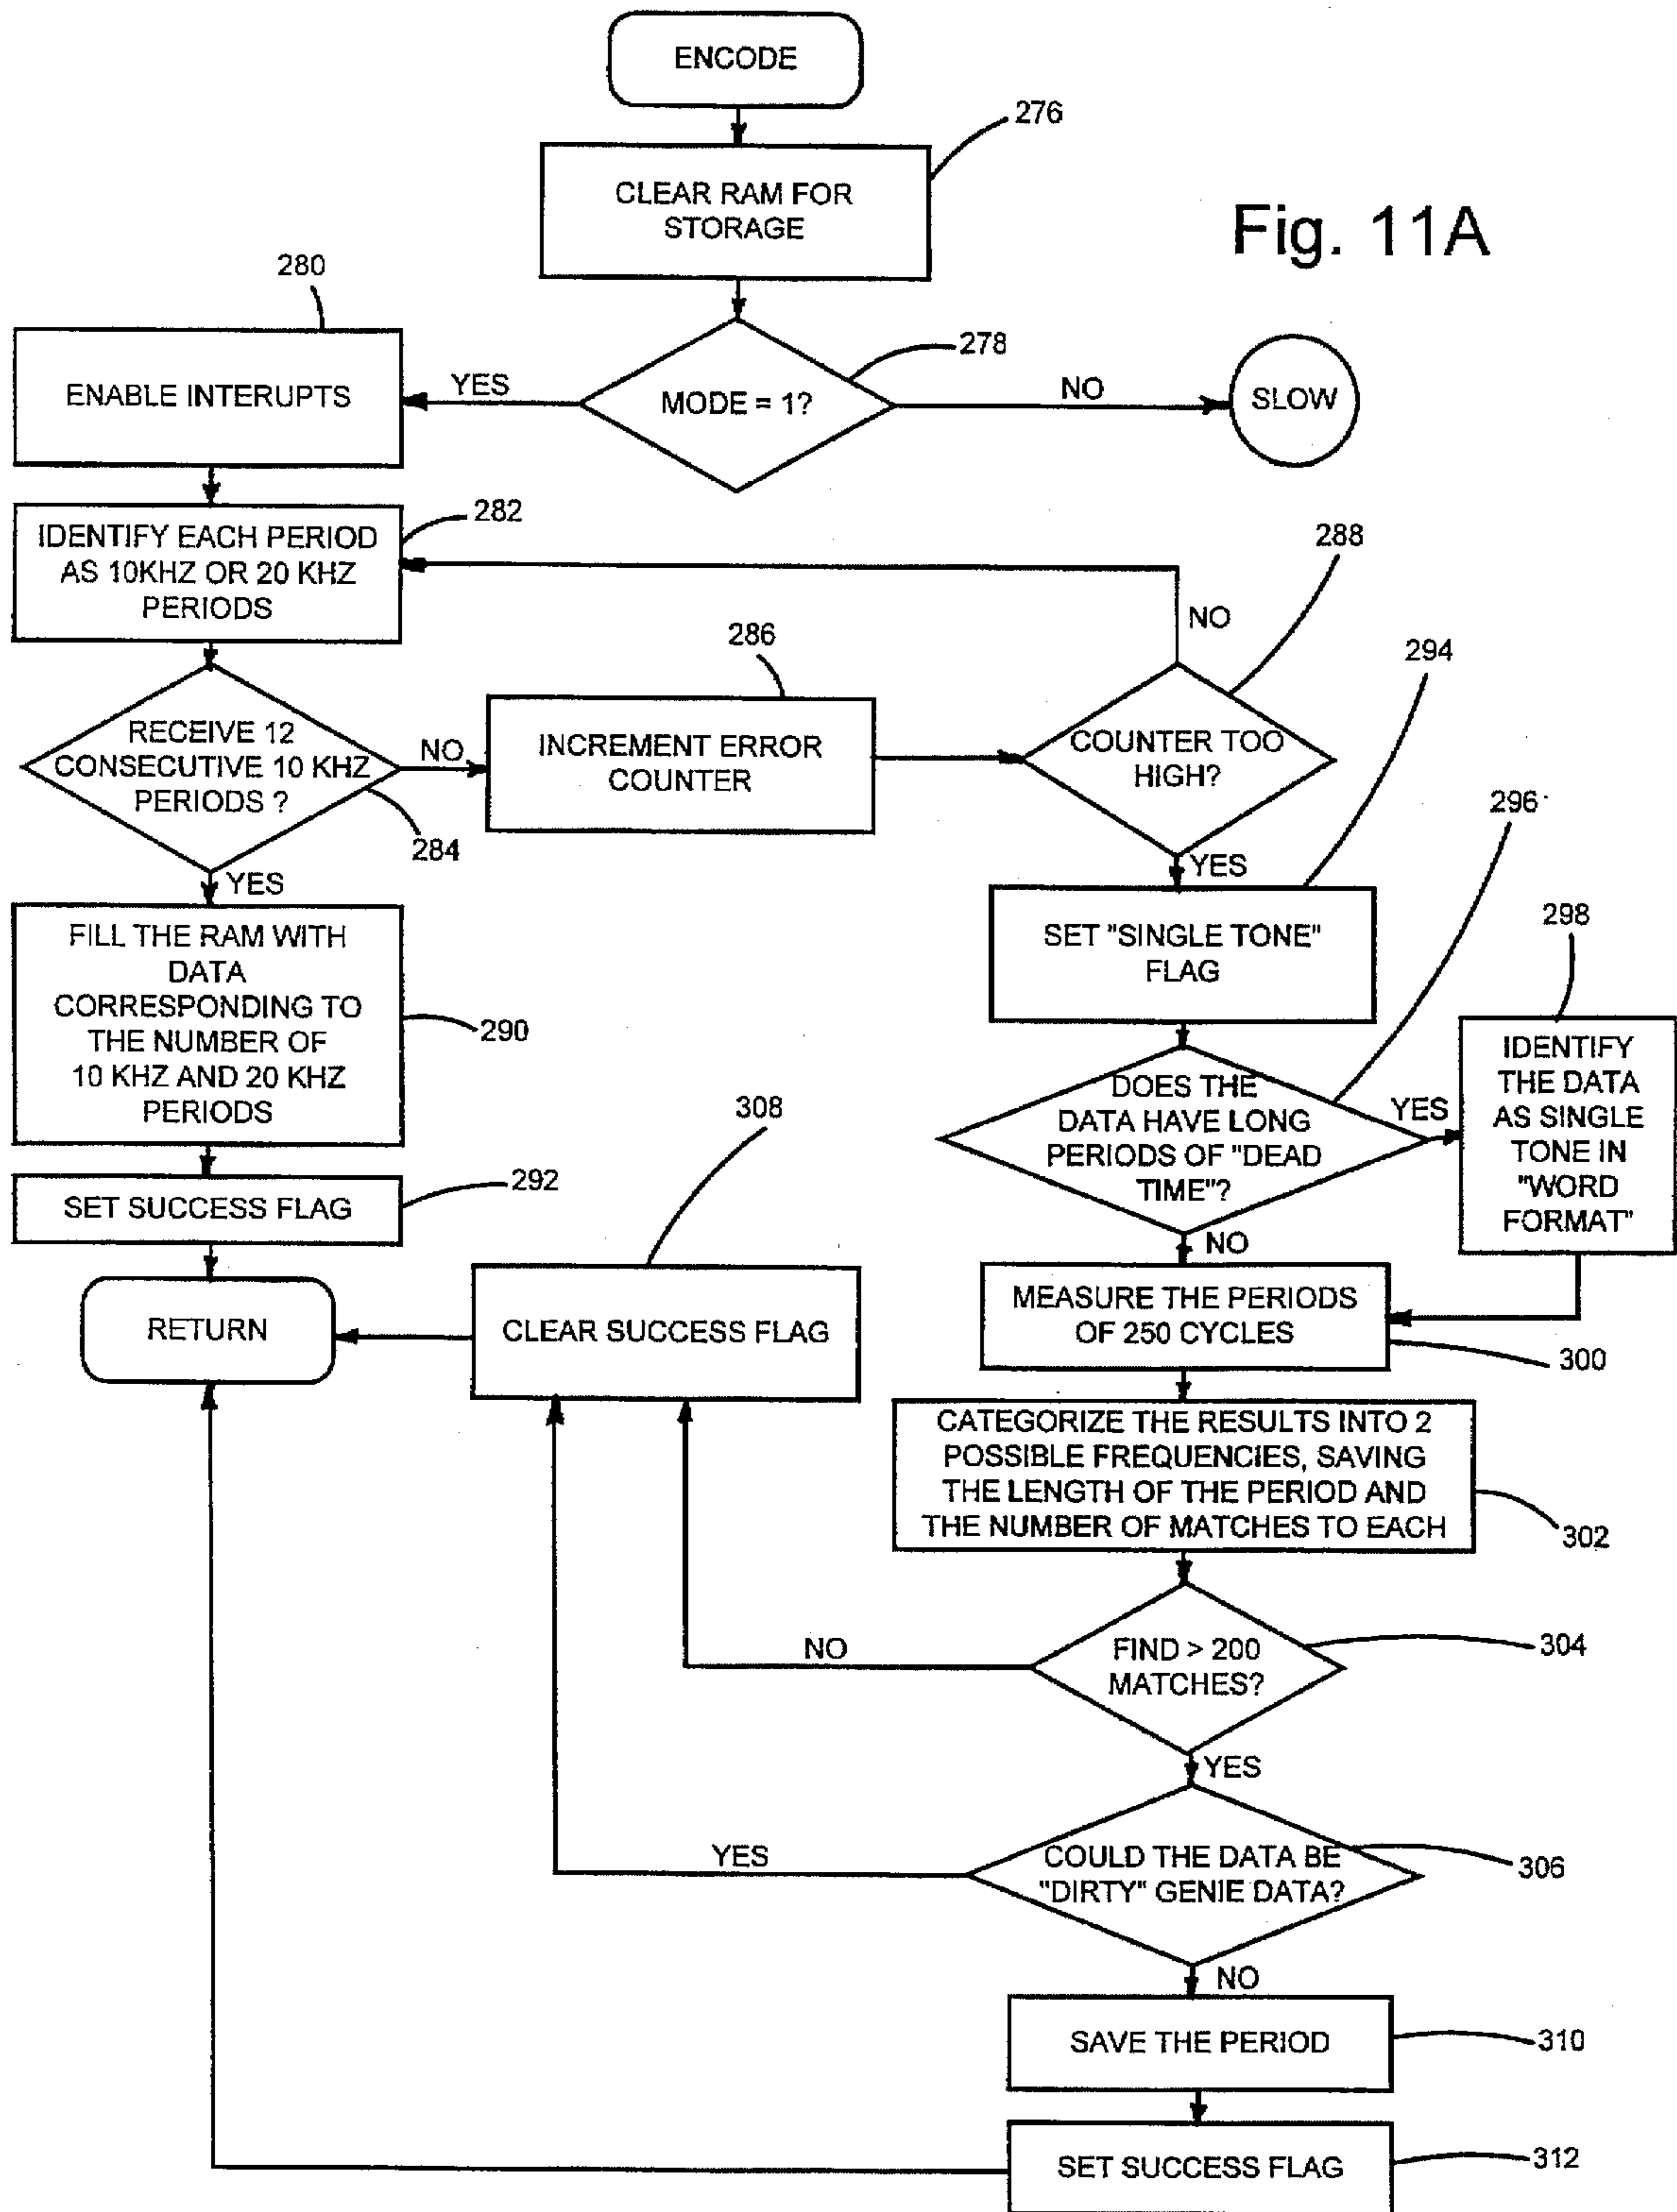 ENCODE
276
CLEAR RAM FOR
STORAGE
Fig. 11A
280
278
ENABLE INTERUPTS
YES
MODE = 1?
NO
SLOW
282
IDENTIFY EACH PERIOD
AS 10KHZ OR 20 KHZ
PERIODS
288
NO
286
294
RECEIVE 12
CONSECUTIVE 10 KHZ
PERIODS ?
NO
INCREMENT ERROR
COUNTER
COUNTER TOO
HIGH?
284
296
YES
YES
FILL THE RAM WITH
DATA
CORRESPONDING TO
THE NUMBER OF
10 KHZ AND 20 KHZ
PERIODS
290
SET "SINGLE TONE"
FLAG
298
IDENTIFY
THE DATA
AS SINGLE
TONE IN
"WORD
FORMAT"
DOES THE
DATA HAVE LONG
PERIODS OF "DEAD
TIME"?
YES
308
SET SUCCESS FLAG
292
NO
RETURN
CLEAR SUCCESS FLAG
MEASURE THE PERIODS
OF 250 CYCLES
300
CATEGORIZE THE RESULTS INTO 2
POSSIBLE FREQUENCIES, SAVING
THE LENGTH OF THE PERIOD AND
THE NUMBER OF MATCHES TO EACH
302
NO
FIND > 200
MATCHES?
304
YES
YES
COULD THE DATA BE
"DIRTY" GENIE DATA?
306
NO
SAVE THE PERIOD
310
SET SUCCESS FLAG
312